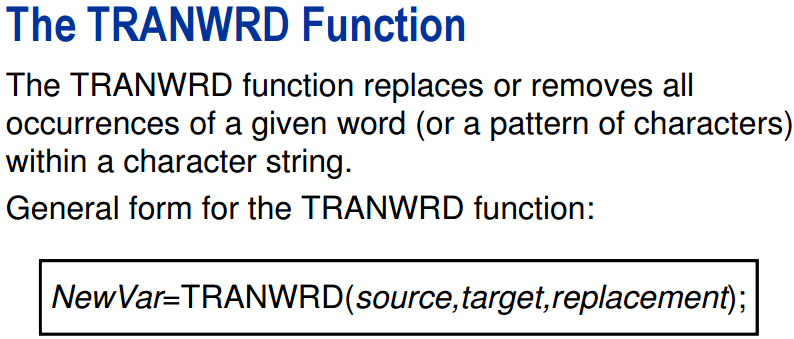 The TRANWRD Function
The TRANWRD function replaces or removes all
occurrences of a given word (or a pattern of characters)
within a character string.
General form for the TRANWRD function:
NewVar=TRANWRD(source,target,replacement);